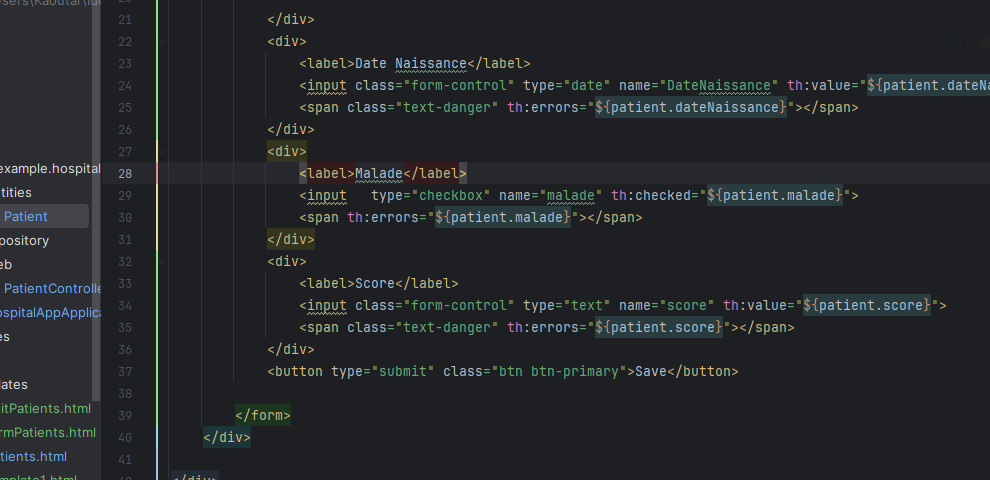 sers\Kaoutar\Ide
example.hospital
tities
Patient
pository
eb
PatientControlle
ospitalAppApplica
es
lates
itPatients.html
rmPatients.html
tients.html
mplate1.html
21 </div>
22 <div>
23 <label>Date Naissance</label>
24 <input class="form-control" type="date" name="DateNaissance" th:value="${patient.dateNa
25 <span class="text-danger" th:errors="${patient.dateNaissance}"></span>
26 </div>
27 <div>
28 <label>Malade</label>
29 <input type="checkbox" name="malade" th:checked="${patient.malade}">
30 <span th:errors="${patient.malade}"></span>
31 </div>
32 <div>
33 <label>Score</label>
34 <input class="form-control" type="text" name="score" th:value="${patient.score}">
35 <span class="text-danger" th:errors="${patient.score}"></span>
36 </div>
37 <button type="submit" class="btn btn-primary">Save</button>
38
39 </form>
40 </div>
41
</div>